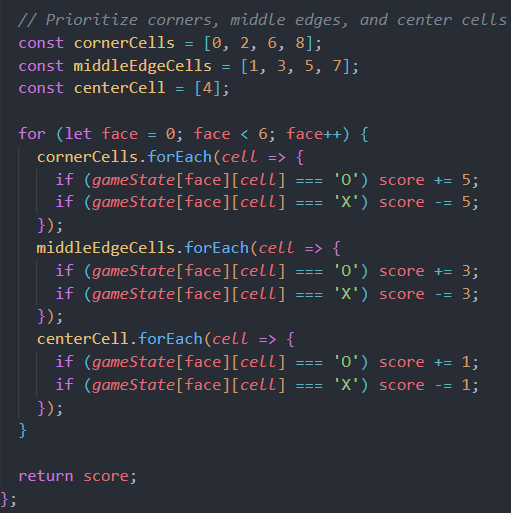 // Prioritize corners, middle edges, and center cells
const cornerCells = [0, 2, 6, 8];
const middleEdgeCells = [1, 3, 5, 7];
const centerCell = [4];

for (let face = 0; face < 6; face++) {
  cornerCells.forEach(cell => {
    if (gameState[face][cell] === 'O') score += 5;
    if (gameState[face][cell] === 'X') score -= 5;
  });
  middleEdgeCells.forEach(cell => {
    if (gameState[face][cell] === 'O') score += 3;
    if (gameState[face][cell] === 'X') score -= 3;
  });
  centerCell.forEach(cell => {
    if (gameState[face][cell] === 'O') score += 1;
    if (gameState[face][cell] === 'X') score -= 1;
  });
}

return score;
};